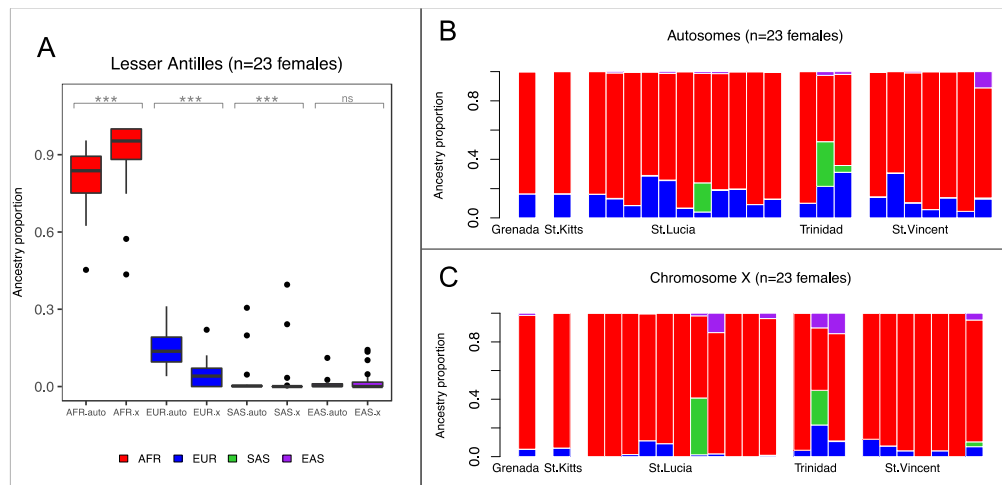 A
Lesser Antilles (n=23 females)
*** *** *** ns
Ancestry proportion
0.9
0.6
0.3
0.0
AFR.auto AFR.x EUR.auto EUR.x SAS.auto SAS.x EAS.auto EAS.x
AFR EUR SAS EAS
B
Autosomes (n=23 females)
Ancestry proportion
0.8
0.4
0.0
Grenada St.Kitts St.Lucia Trinidad St.Vincent
C
Chromosome X (n=23 females)
Ancestry proportion
0.8
0.4
0.0
Grenada St.Kitts St.Lucia Trinidad St.Vincent